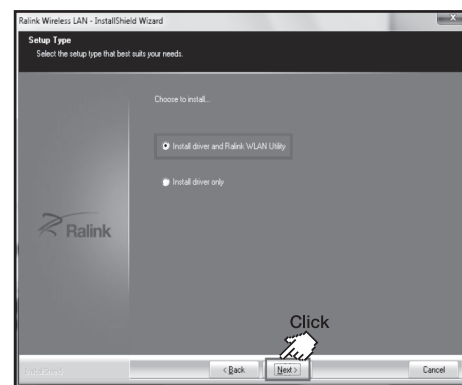 Ralink Wireless LAN - InstallShield Wizard
x
Setup Type
Select the setup type that best suits your needs.
Choose to install...
Install driver and Ralink WLAN Utility
Install driver only
Ralink
Click
InstallShield
< Back
Next >
Cancel